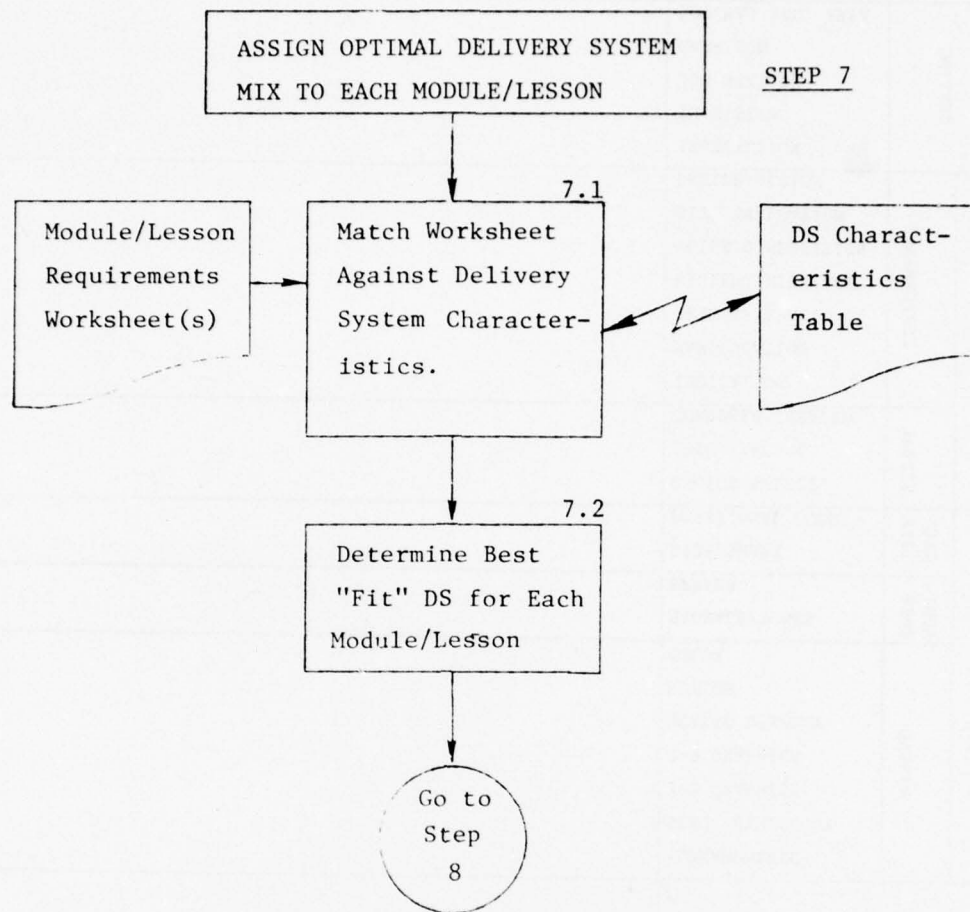 ASSIGN OPTIMAL DELIVERY SYSTEM
MIX TO EACH MODULE/LESSON
STEP 7
7.1
Module/Lesson
Requirements
Worksheet(s)
Match Worksheet
Against Delivery
System Character-
istics.
DS Charact-
eristics
Table
7.2
Determine Best
"Fit" DS for Each
Module/Lesson
Go to
Step
8